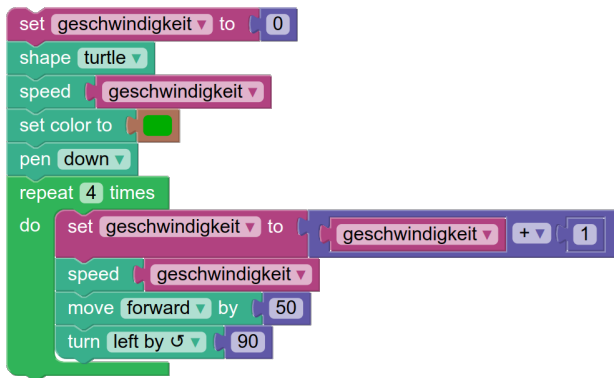 set geschwindigkeit ▾ to 0
shape turtle ▾
speed geschwindigkeit ▾
set color to
pen down ▾
repeat 4 times
do set geschwindigkeit ▾ to geschwindigkeit ▾ + ▾ 1
speed geschwindigkeit ▾
move forward ▾ by 50
turn left by ↺ ▾ 90